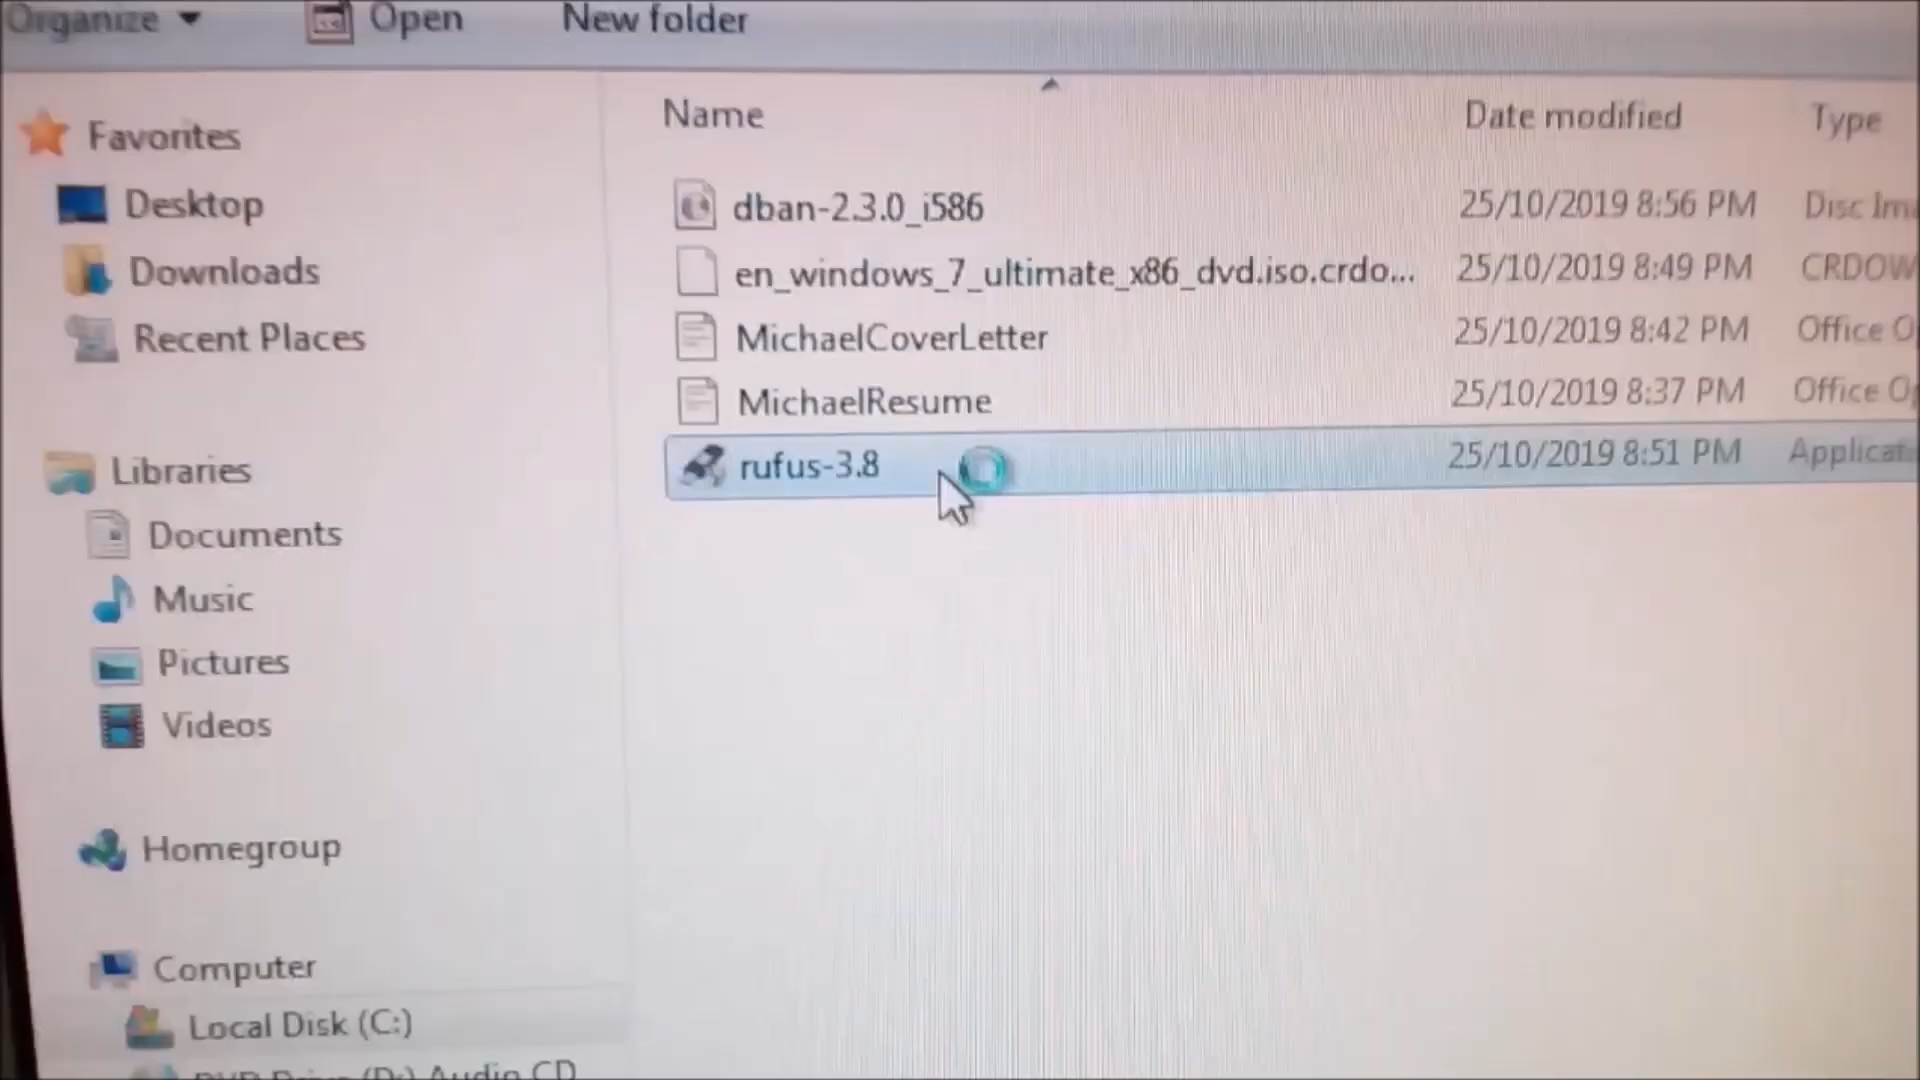 Organize Open New folder
Name Date modified Type
Favorites
Desktop
Downloads
Recent Places
Libraries
Documents
Music
Pictures
Videos
Homegroup
Computer
Local Disk (C:)
DVD Drive (D:) Audio CD
dban-2.3.0_i586 25/10/2019 8:56 PM Disc Ima
en_windows_7_ultimate_x86_dvd.iso.crdo... 25/10/2019 8:49 PM CRDOW
MichaelCoverLetter 25/10/2019 8:42 PM Office O
MichaelResume 25/10/2019 8:37 PM Office Op
rufus-3.8 25/10/2019 8:51 PM Applicati